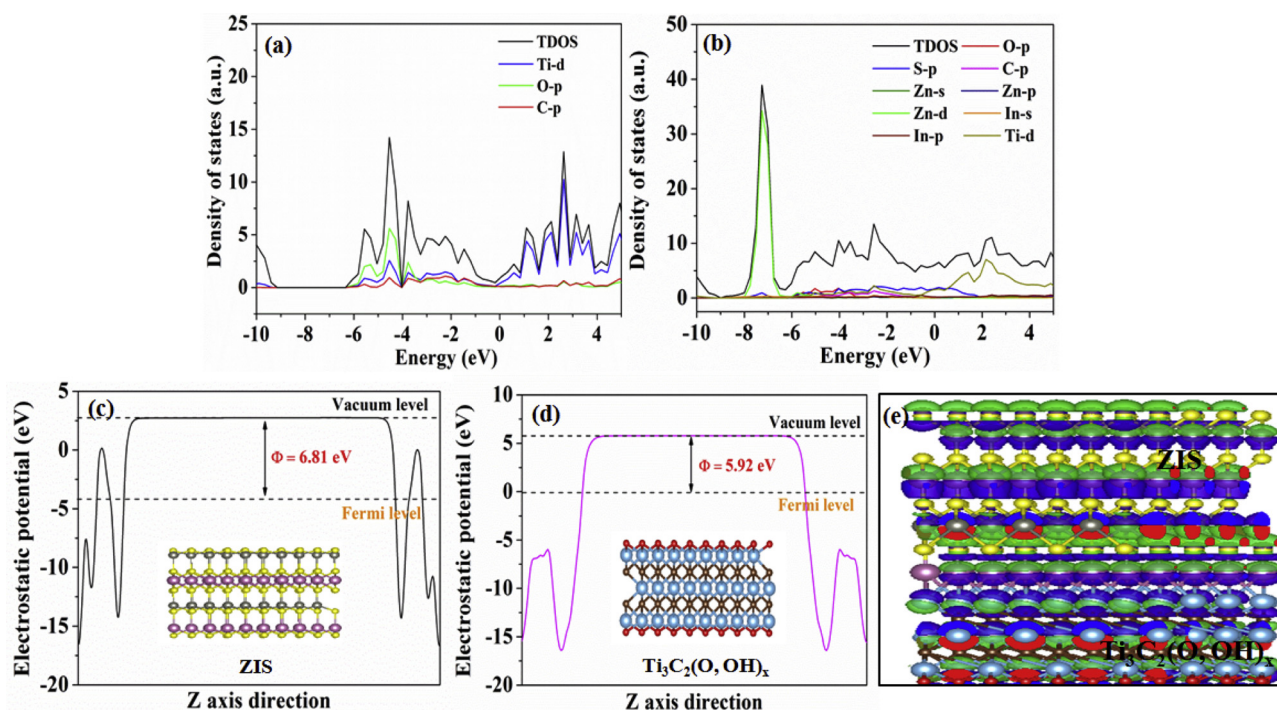 (a)
25
20
15
10
5
0
Density of states (a.u.)
TDOS
Ti-d
O-p
C-p
-10 -8 -6 -4 -2 0 2 4
Energy (eV)
(b)
50
40
30
20
10
0
Density of states (a.u.)
TDOS O-p
S-p C-p
Zn-s Zn-p
Zn-d In-s
In-p Ti-d
-10 -8 -6 -4 -2 0 2 4
Energy (eV)
(c)
5
0
-5
-10
-15
-20
Electrostatic potential (eV)
Vacuum level
Φ = 6.81 eV
Fermi level
ZIS
Z axis direction
(d)
10
5
0
-5
-10
-15
-20
Electrostatic potential (eV)
Vacuum level
Φ = 5.92 eV
Fermi level
Ti₃C₂(O, OH)ₓ
Z axis direction
(e)
ZIS
Ti₃C₂(O, OH)ₓ